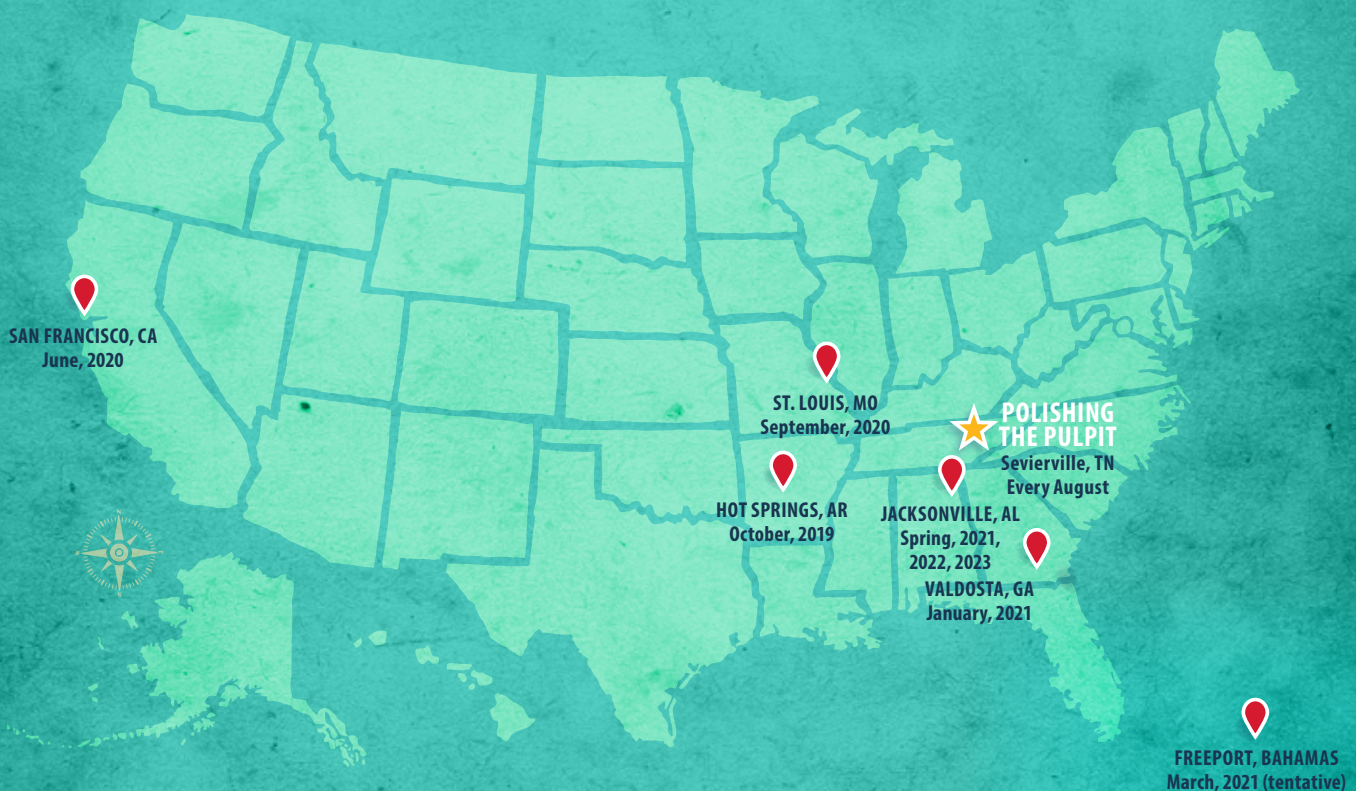 SAN FRANCISCO, CA
June, 2020
ST. LOUIS, MO
September, 2020
POLISHING
THE PULPIT
Sevierville, TN
Every August
HOT SPRINGS, AR
October, 2019
JACKSONVILLE, AL
Spring, 2021,
2022, 2023
VALDOSTA, GA
January, 2021
FREEPORT, BAHAMAS
March, 2021 (tentative)